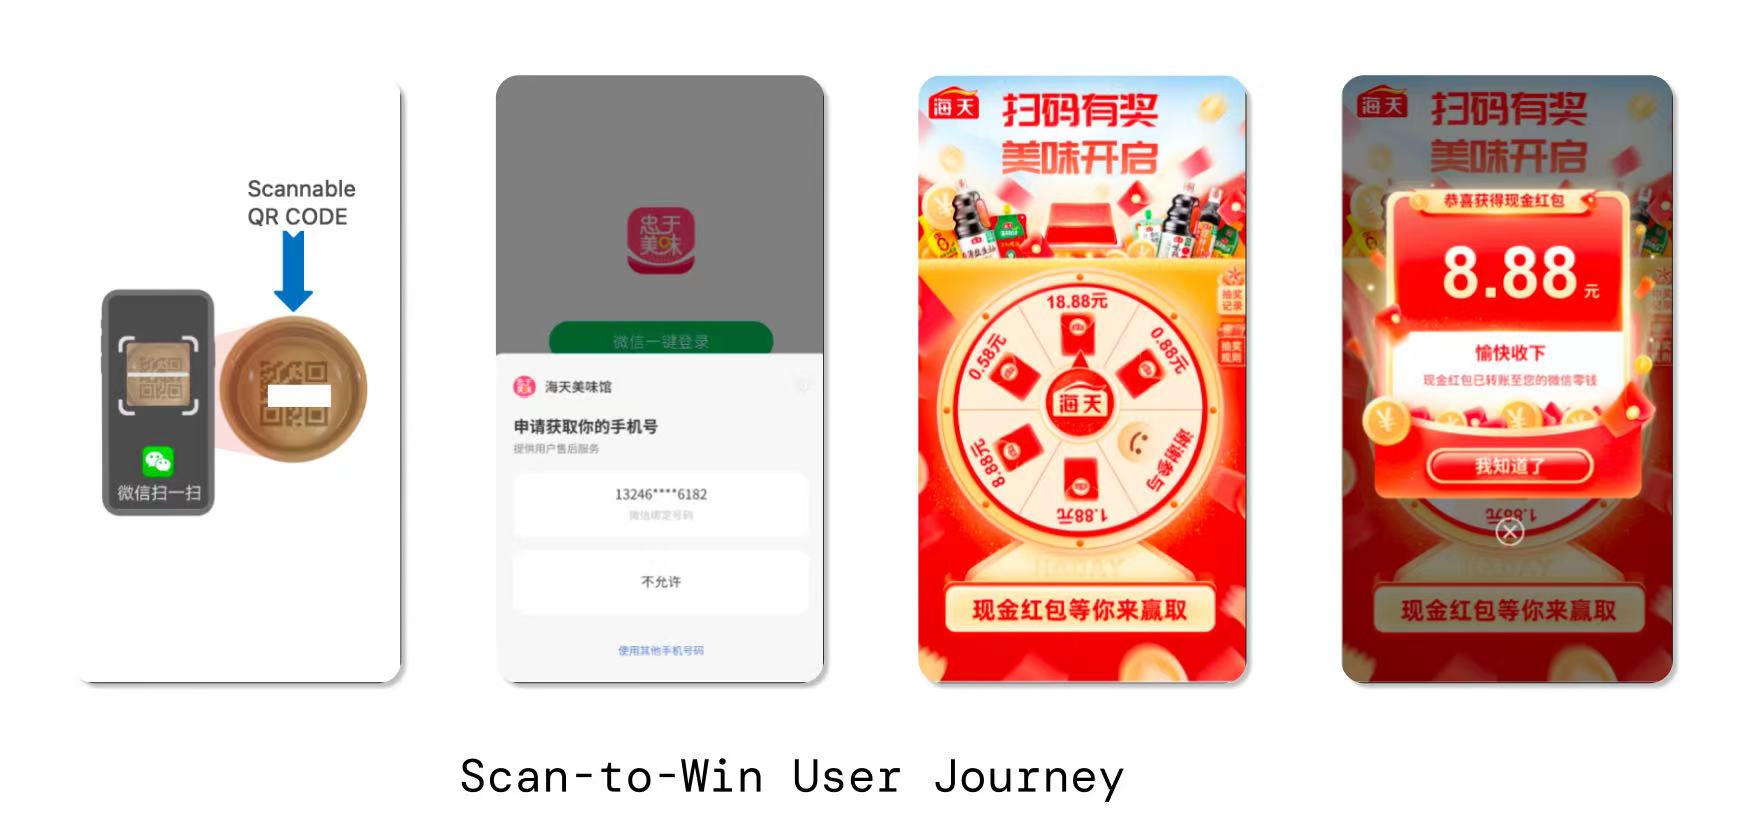 Scannable
QR CODE
微信扫一扫
忠于
美味
微信一键登录
海天美味馆
申请获取你的手机号
提供用户售后服务
13246****6182
微信绑定号码
不允许
使用其他手机号码
海天
扫码有奖
美味开启
抽奖
记录
抽奖
规则
18.88元
0.88元
谢谢参与
1.88元
8.88元
0.58元
海天
HADAY
现金红包等你来赢取
海天
扫码有奖
美味开启
恭喜获得现金红包
8.88元
愉快收下
现金红包已转账至您的微信零钱
我知道了
1.88元
现金红包等你来赢取
Scan-to-Win User Journey